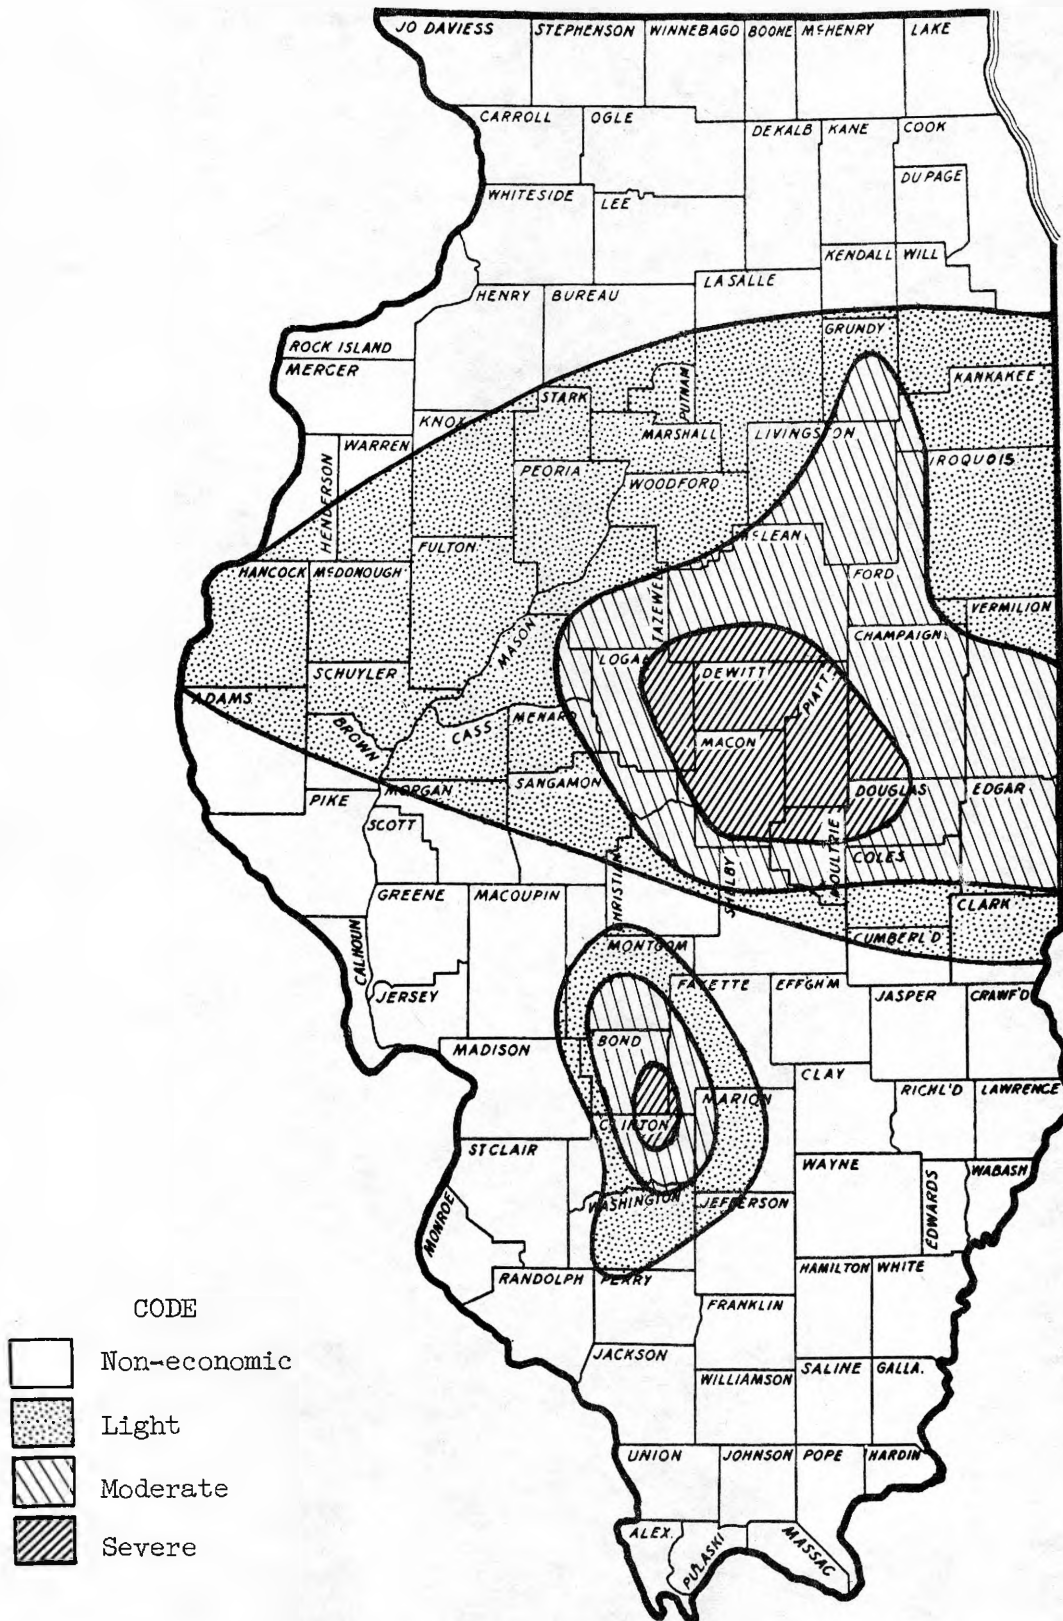 JO DAVIESS
STEPHENSON
WINNEBAGO
BOONE
McHENRY
LAKE
CARROLL
OGLE
DEKALB
KANE
COOK
DU PAGE
WHITESIDE
LEE
KENDALL
WILL
HENRY
BUREAU
LASALLE
GRUNDY
ROCK ISLAND
MERCER
KANKAKEE
STARK
PUTNAM
KNOX
WARREN
HENDERSON
MARSHALL
LIVINGSTON
PEORIA
WOODFORD
IROQUOIS
FULTON
McLEAN
HANCOCK
McDONOUGH
TAZEWELL
FORD
MASON
VERMILION
CHAMPAIGN
SCHUYLER
LOGAN
DEWITT
PIATT
ADAMS
BROWN
CASS
MENARD
MACON
MORGAN
SANGAMON
DOUGLAS
EDGAR
PIKE
SCOTT
CHRISTIAN
SHELBY
MOULTRIE
COLES
GREENE
MACOUPIN
CLARK
CALHOUN
MONTGOM
CUMBERL'D
JERSEY
FAYETTE
EFFGH'M
JASPER
CRAWF'D
MADISON
BOND
CLAY
RICHL'D
LAWRENCE
MARION
CLINTON
ST CLAIR
WAYNE
EDWARDS
WABASH
WASHINGTON
JEFFERSON
MONROE
RANDOLPH
PERRY
HAMILTON
WHITE
FRANKLIN
JACKSON
WILLIAMSON
SALINE
GALLA.
UNION
JOHNSON
POPE
HARDIN
ALEX.
PULASKI
MASSAC
CODE
Non-economic
Light
Moderate
Severe